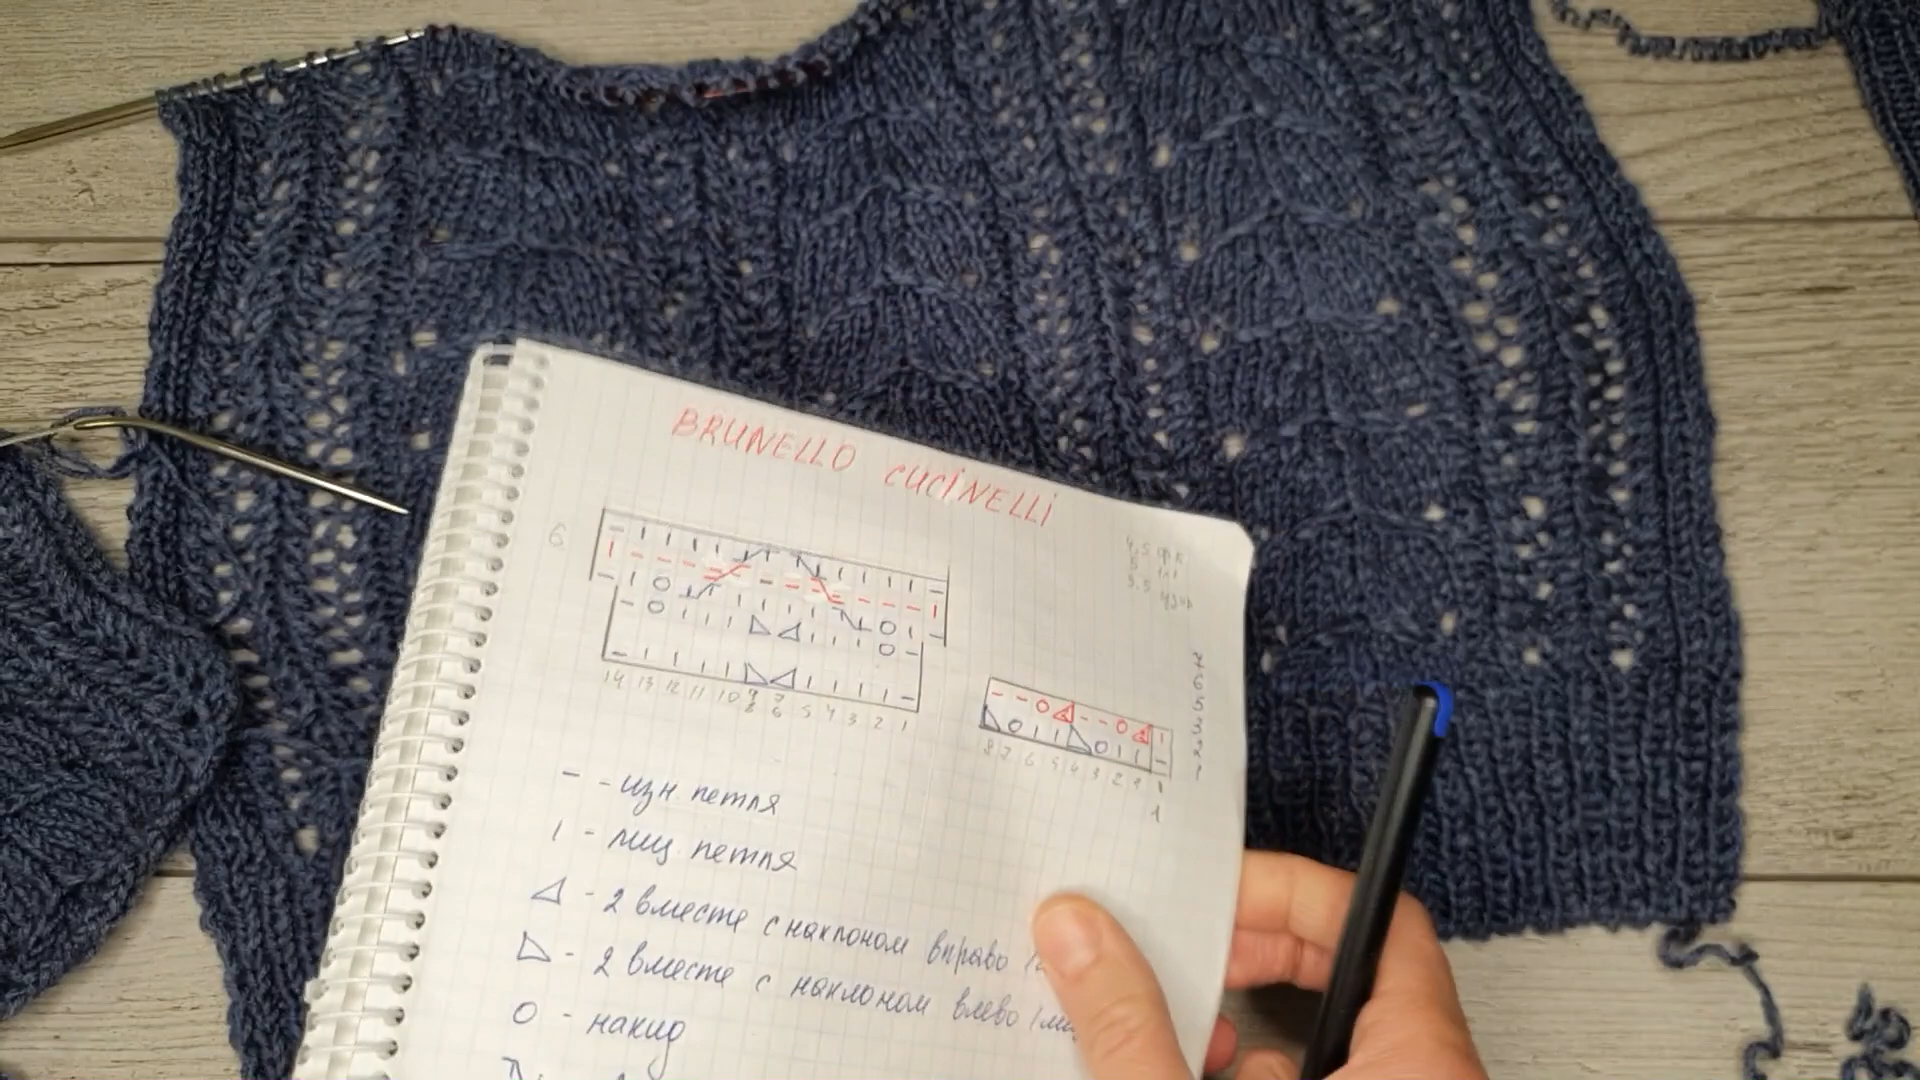 BRUNELLO CUCINELLI
6.
14 13 12 11 10 9 7 5 4 3 2 1
8 6
8 7 6 5 4 3 2 1
1
- - изн. петля
I - лиц. петля
- 2 вместе с наклоном вправо
- 2 вместе с наклоном влево
O - накид